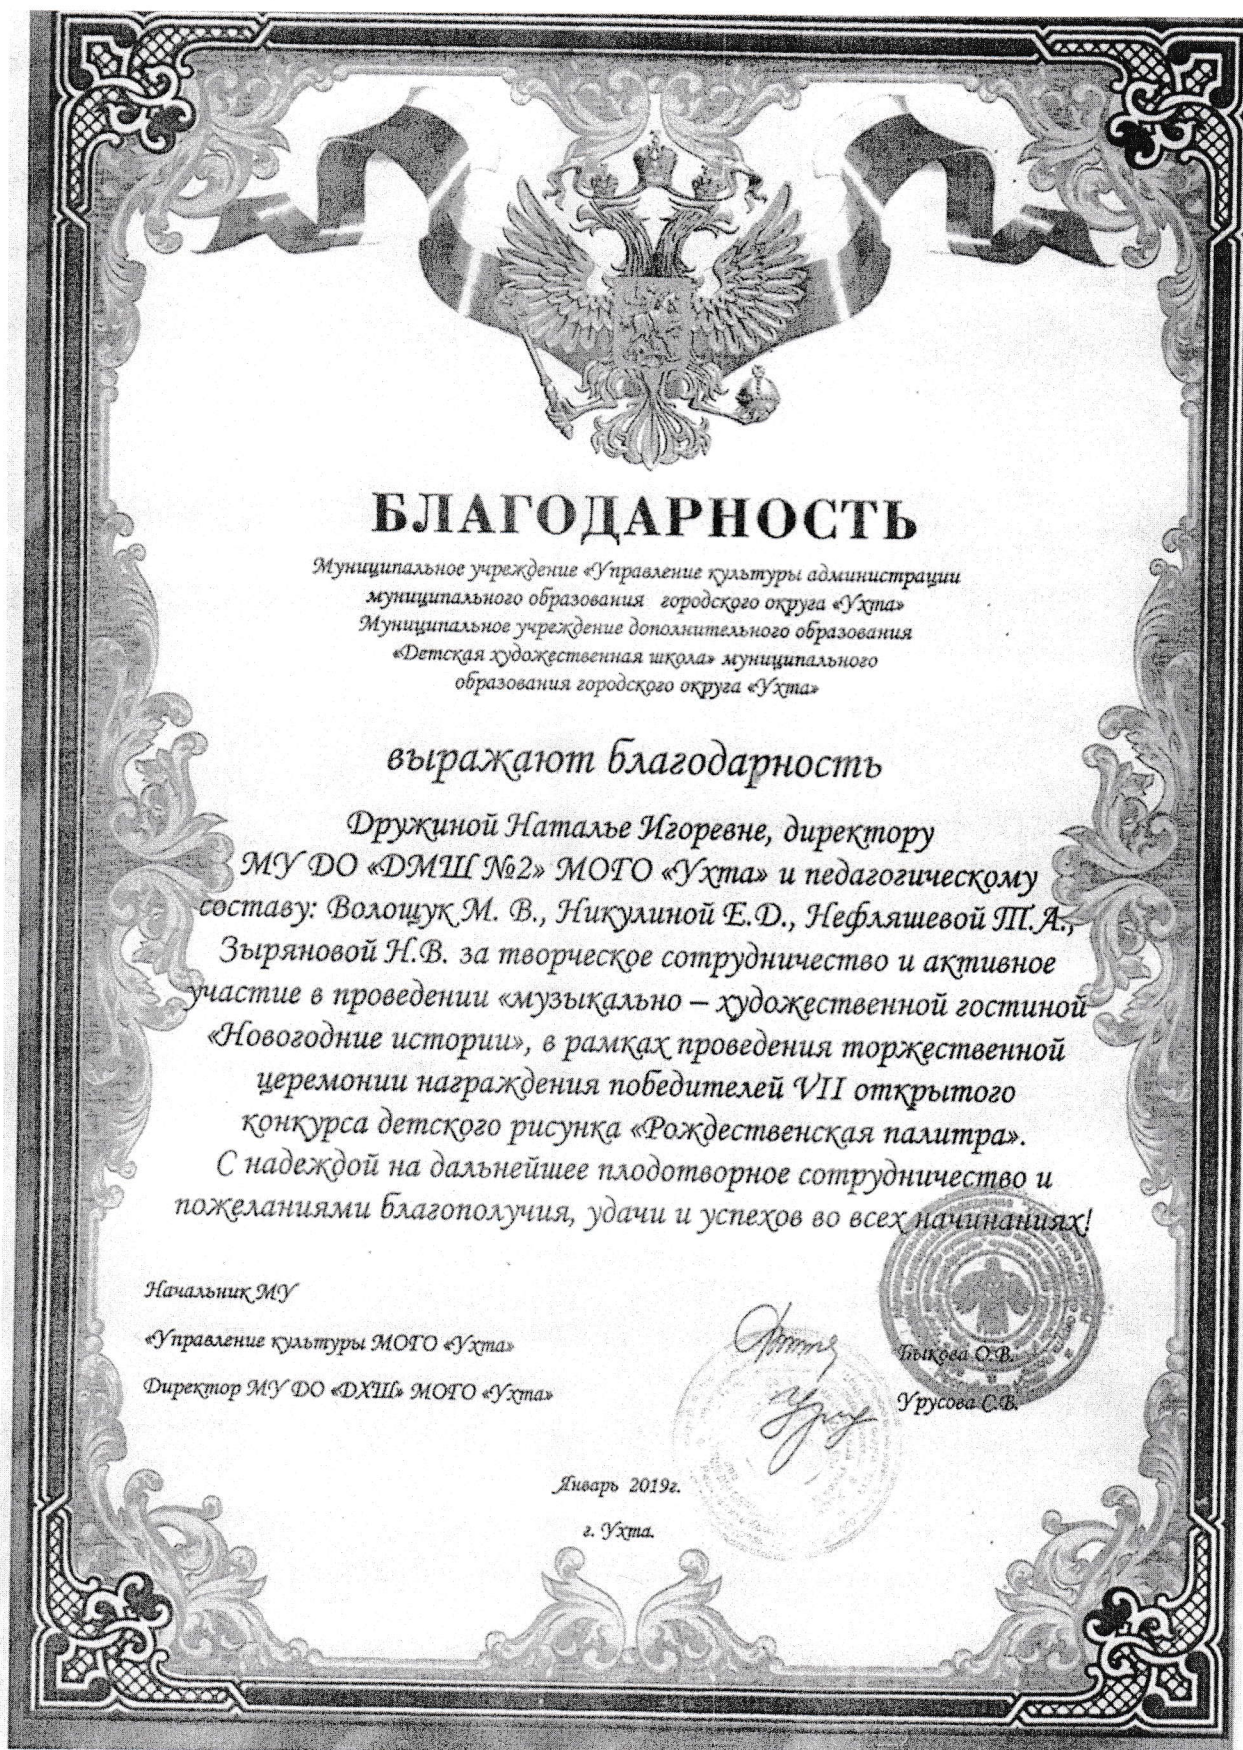 БЛАГОДАРНОСТЬ
Муниципальное учреждение «Управление культуры администрации
муниципального образования городского округа «Ухта»
Муниципальное учреждение дополнительного образования
«Детская художественная школа» муниципального
образования городского округа «Ухта»
выражают благодарность
Дружиной Наталье Игоревне, директору
МУ ДО «ДМШ №2» МОГО «Ухта» и педагогическому
составу: Волощук М. В., Никулиной Е.Д., Нефляшевой Т.А.,
Зыряновой Н.В. за творческое сотрудничество и активное
участие в проведении «музыкально – художественной гостиной
«Новогодние истории», в рамках проведения торжественной
церемонии награждения победителей VII открытого
конкурса детского рисунка «Рождественская палитра».
С надеждой на дальнейшее плодотворное сотрудничество и
пожеланиями благополучия, удачи и успехов во всех начинаниях!
Начальник МУ
«Управление культуры МОГО «Ухта»
Быкова О.В.
Директор МУ ДО «ДХШ» МОГО «Ухта»
Урусова С.В.
Январь 2019г.
г. Ухта.